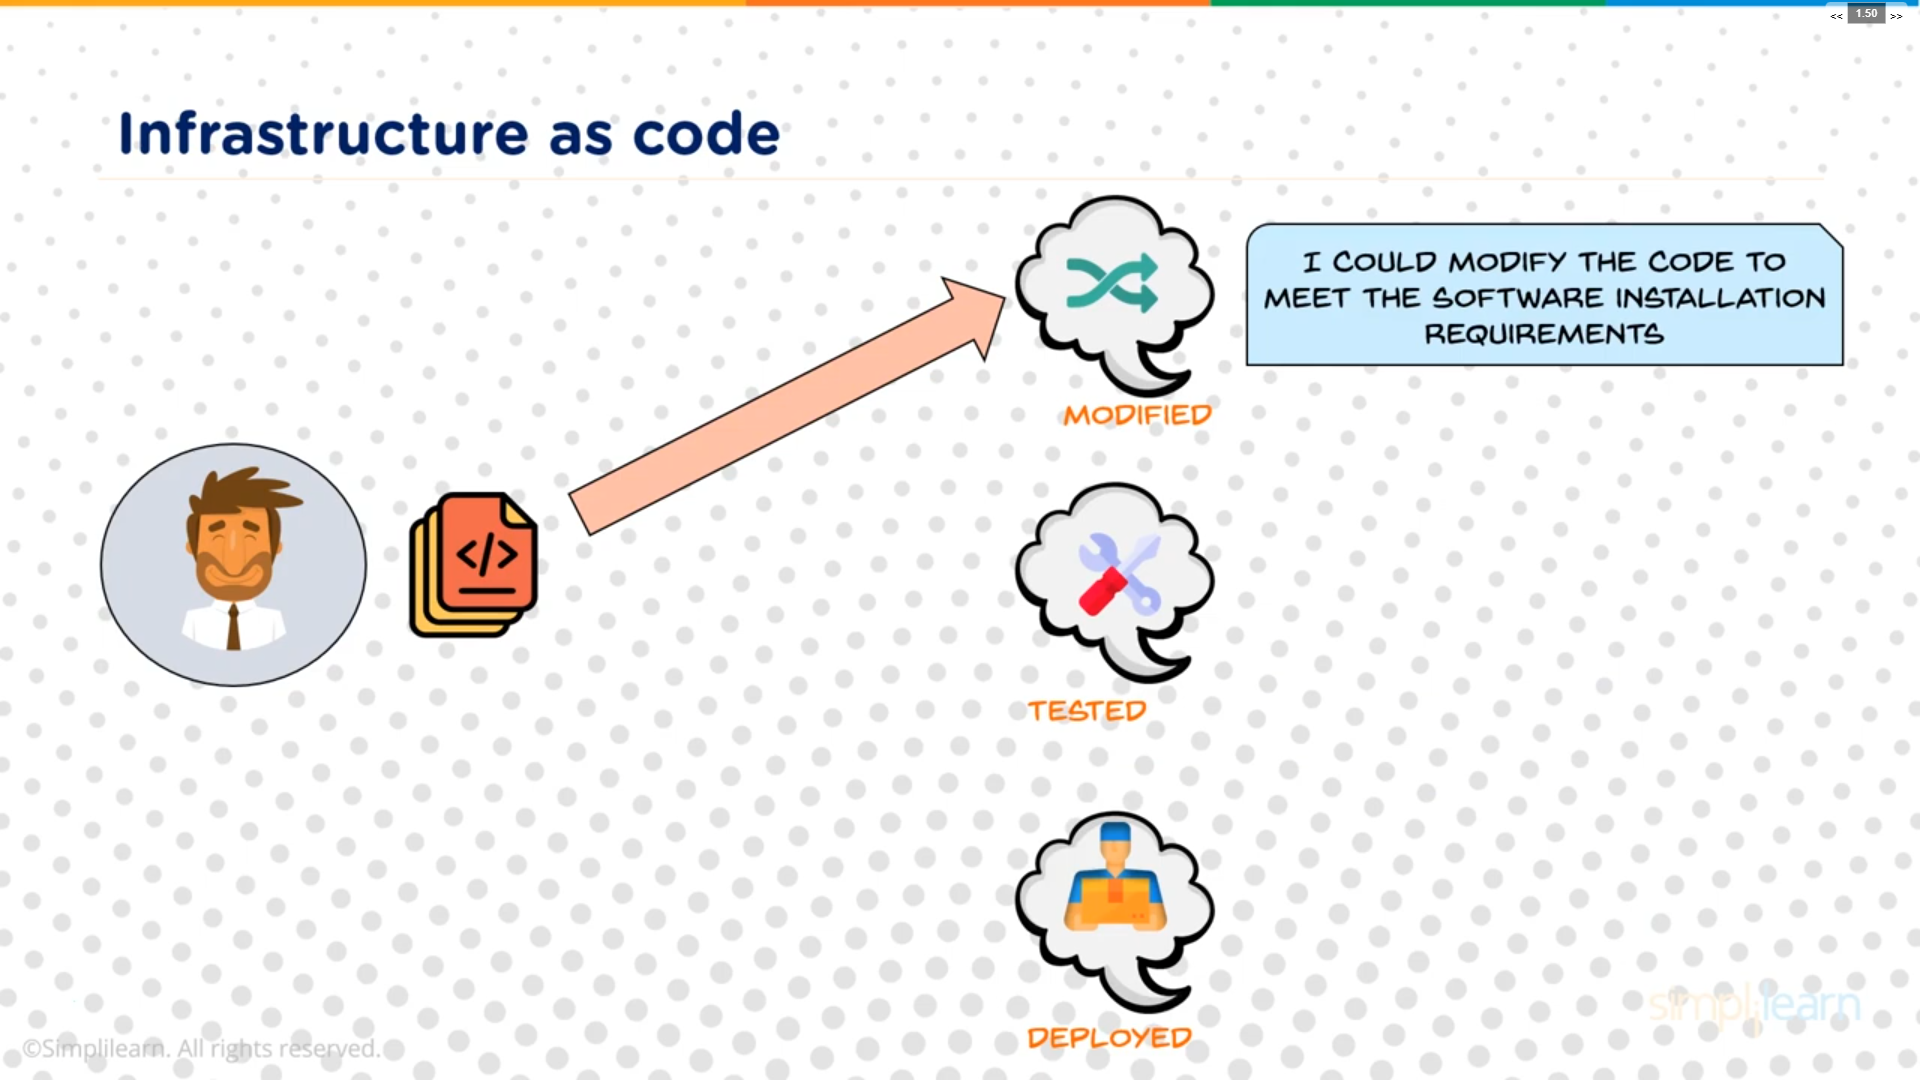 << 1.50 >>
Infrastructure as code
I COULD MODIFY THE CODE TO
MEET THE SOFTWARE INSTALLATION
REQUIREMENTS
MODIFIED
</>
TESTED
DEPLOYED
simplilearn
©Simplilearn. All rights reserved.